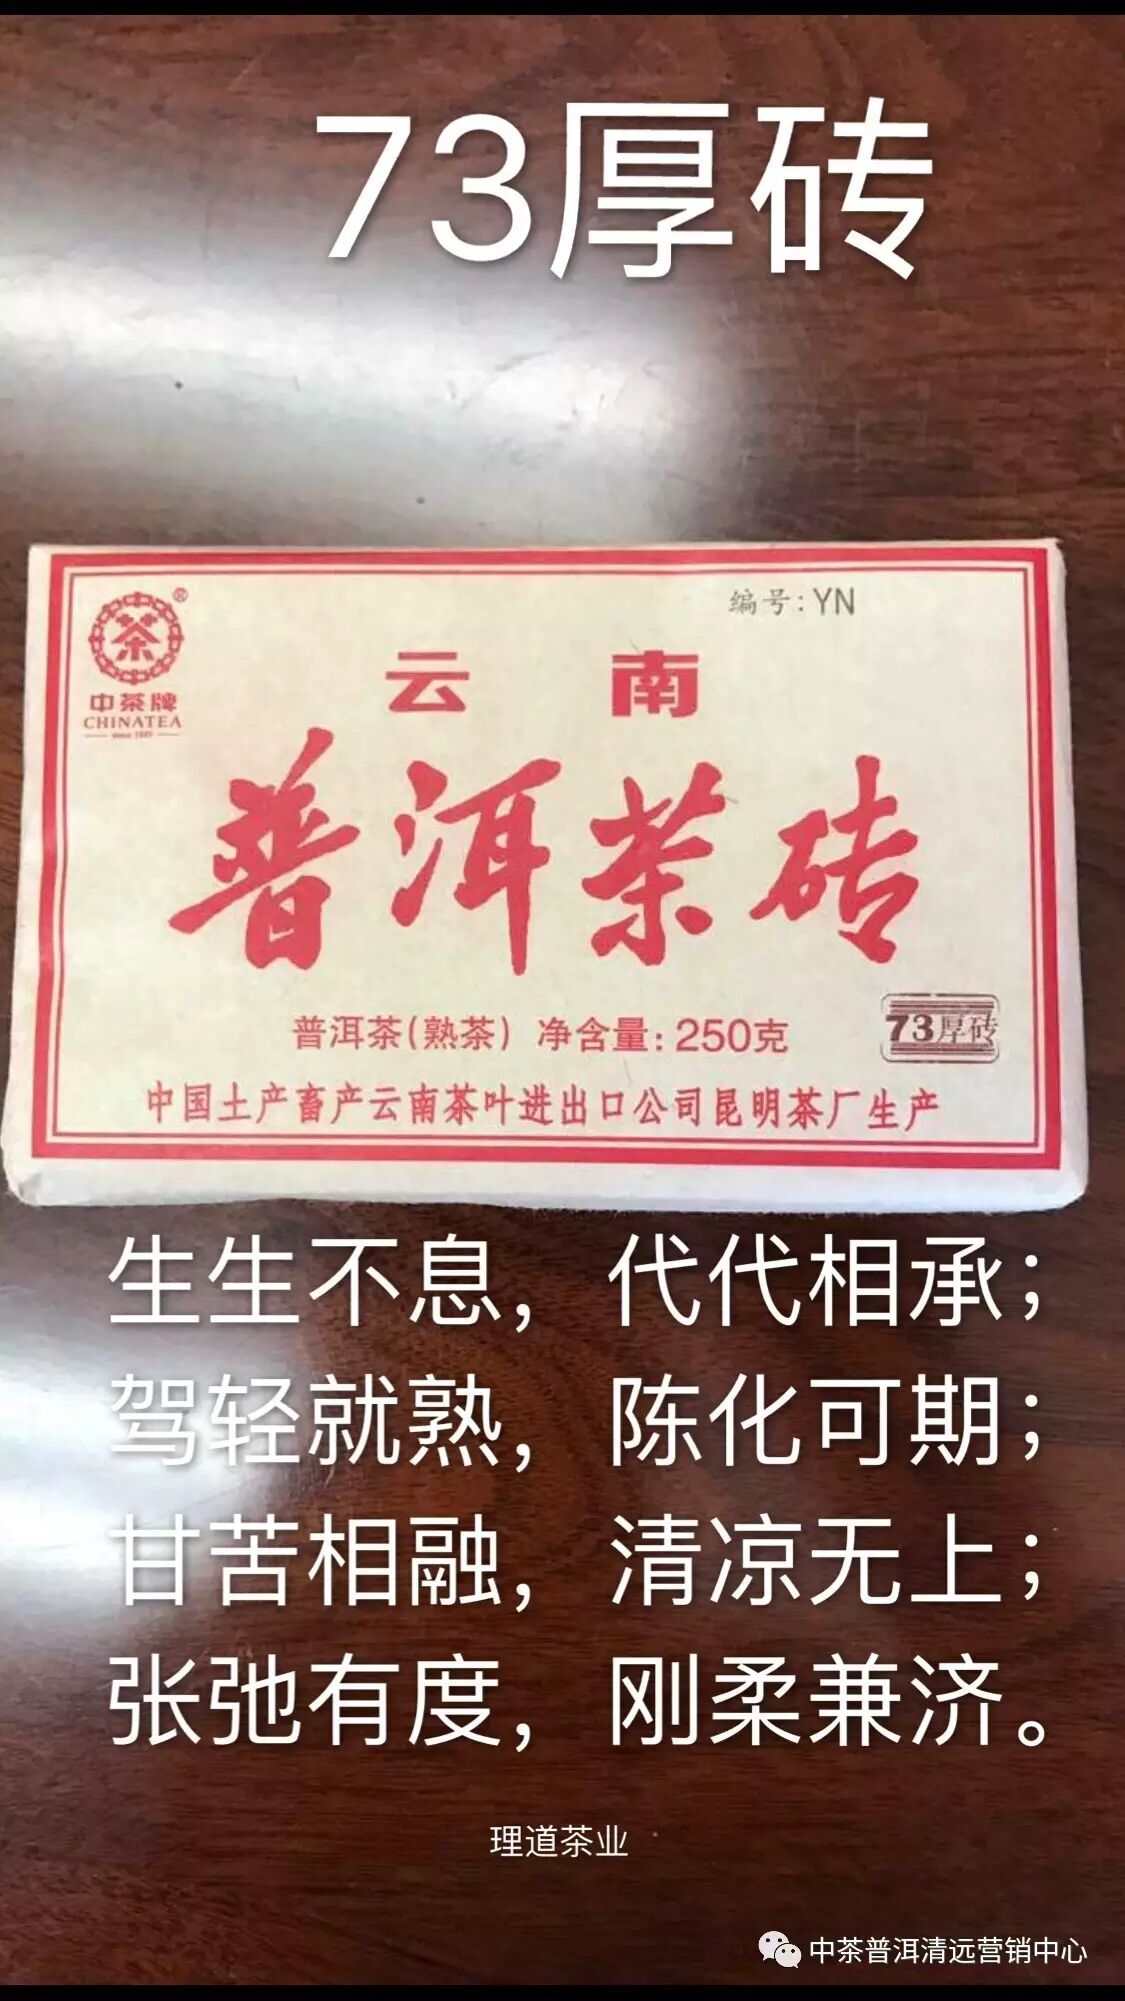 73厚砖
编号:YN
®
中茶牌
CHINATEA
since 1949
云南
普洱茶砖
普洱茶(熟茶) 净含量:250克
73厚砖
中国土产畜产云南茶叶进出口公司昆明茶厂生产
生生不息，代代相承；
驾轻就熟，陈化可期；
甘苦相融，清凉无上；
张弛有度，刚柔兼济。
理道茶业
中茶普洱清远营销中心